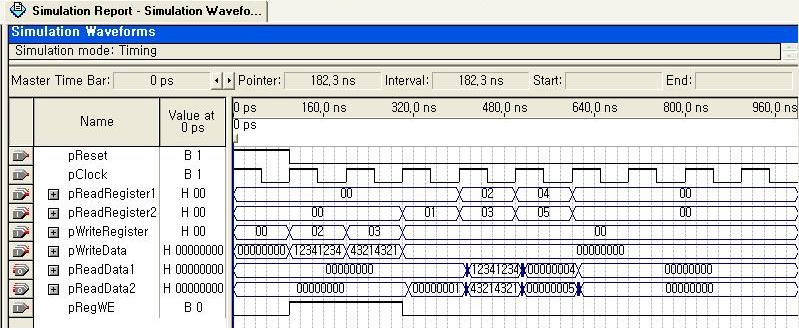 Simulation Report - Simulation Wavefo...
Simulation Waveforms
Simulation mode: Timing
Master Time Bar: 0 ps Pointer: 182,3 ns Interval: 182,3 ns Start: End:
Name Value at 0 ps 0 ps 160,0 ns 320,0 ns 480,0 ns 640,0 ns 800,0 ns 960,0 ns
0 ps
pReset B 1
pClock B 1
pReadRegister1 H 00 00 02 04 00
pReadRegister2 H 00 00 01 03 05 00
pWriteRegister H 00 00 02 03 00
pWriteData H 00000000 00000000 12341234 43214321 00000000
pReadData1 H 00000000 00000000 12341234 00000004 00000000
pReadData2 H 00000000 00000000 00000001 43214321 00000005 00000000
pRegWE B 0